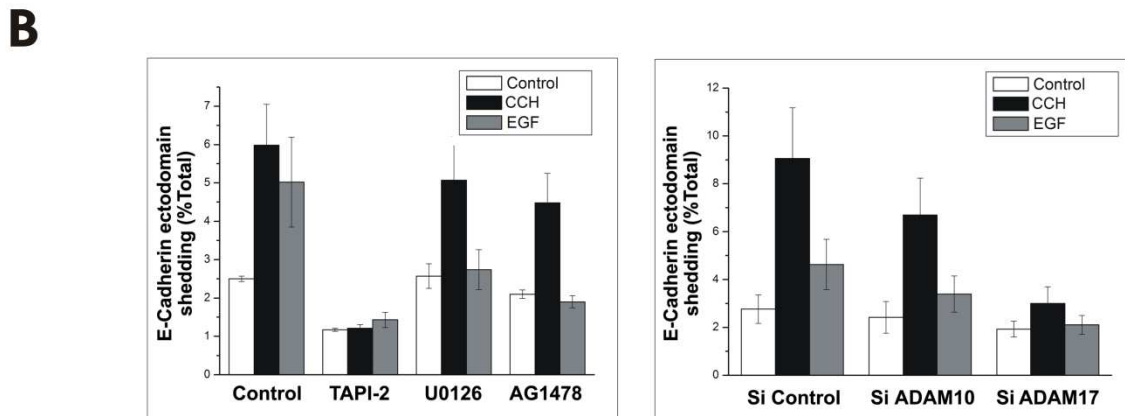 B
Control
CCH
EGF
E-Cadherin ectodomain
shedding (%Total)
7
6
5
4
3
2
1
0
Control TAPI-2 U0126 AG1478
Control
CCH
EGF
E-Cadherin ectodomain
shedding (%Total)
12
10
8
6
4
2
0
Si Control Si ADAM10 Si ADAM17